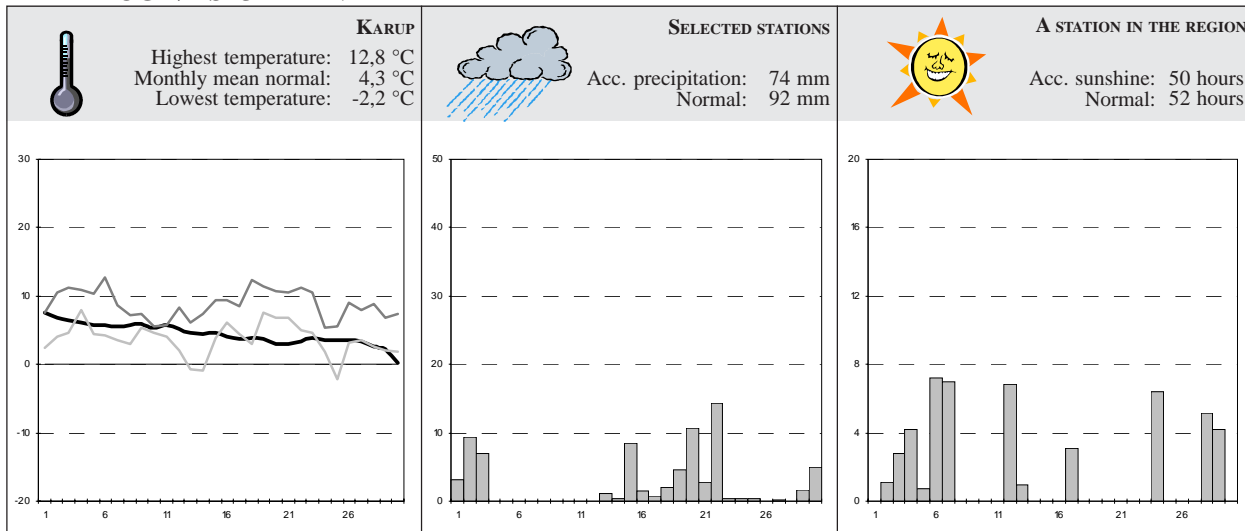 KARUP
Highest temperature: 12,8 °C
Monthly mean normal: 4,3 °C
Lowest temperature: -2,2 °C
SELECTED STATIONS
Acc. precipitation: 74 mm
Normal: 92 mm
A STATION IN THE REGION
Acc. sunshine: 50 hours
Normal: 52 hours
30
20
10
0
-10
-20
1 6 11 16 21 26
50
40
30
20
10
0
1 6 11 16 21 26
20
16
12
8
4
0
1 6 11 16 21 26